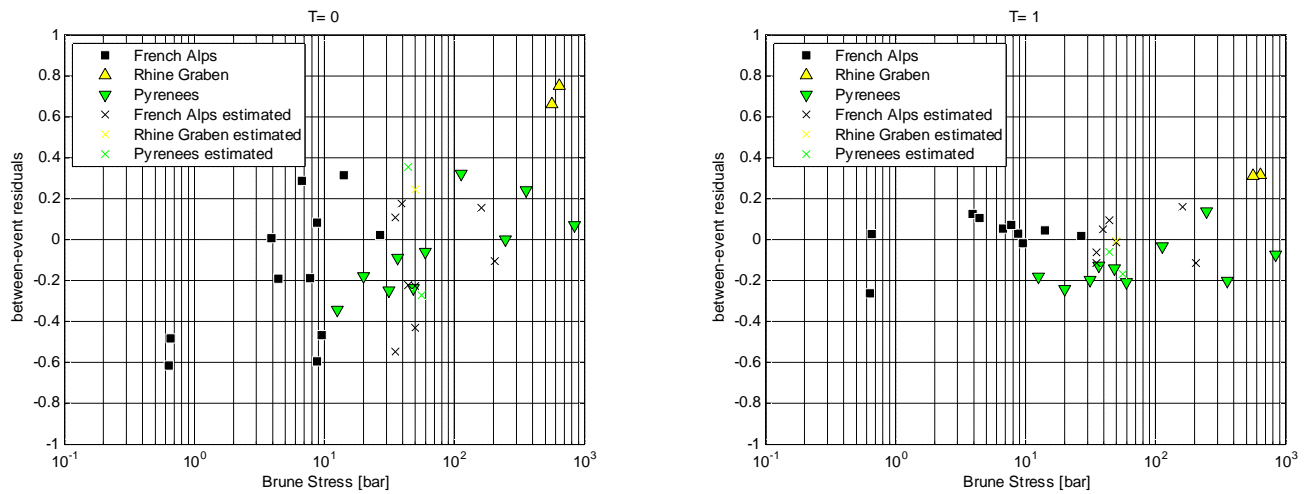 T= 0
1
0.8
0.6
0.4
0.2
0
-0.2
-0.4
-0.6
-0.8
-1
between-event residuals
French Alps
Rhine Graben
Pyrenees
French Alps estimated
Rhine Graben estimated
Pyrenees estimated
10^-1
10^0
10^1
10^2
10^3
Brune Stress [bar]
T= 1
1
0.8
0.6
0.4
0.2
0
-0.2
-0.4
-0.6
-0.8
-1
between-event residuals
French Alps
Rhine Graben
Pyrenees
French Alps estimated
Rhine Graben estimated
Pyrenees estimated
10^-1
10^0
10^1
10^2
10^3
Brune Stress [bar]